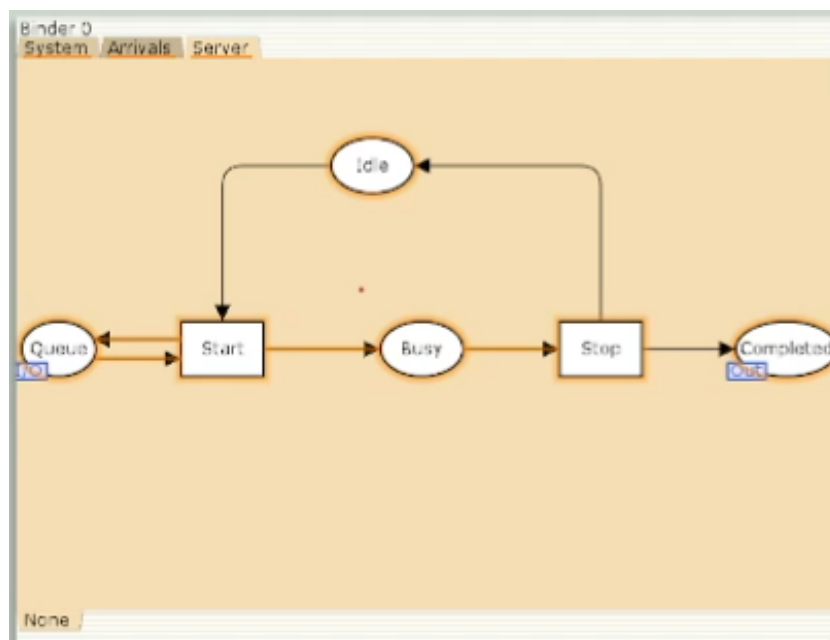 Binder 0
System Arrivals Server
Idle
Queue Start Busy Stop Completed
I/O Out
None